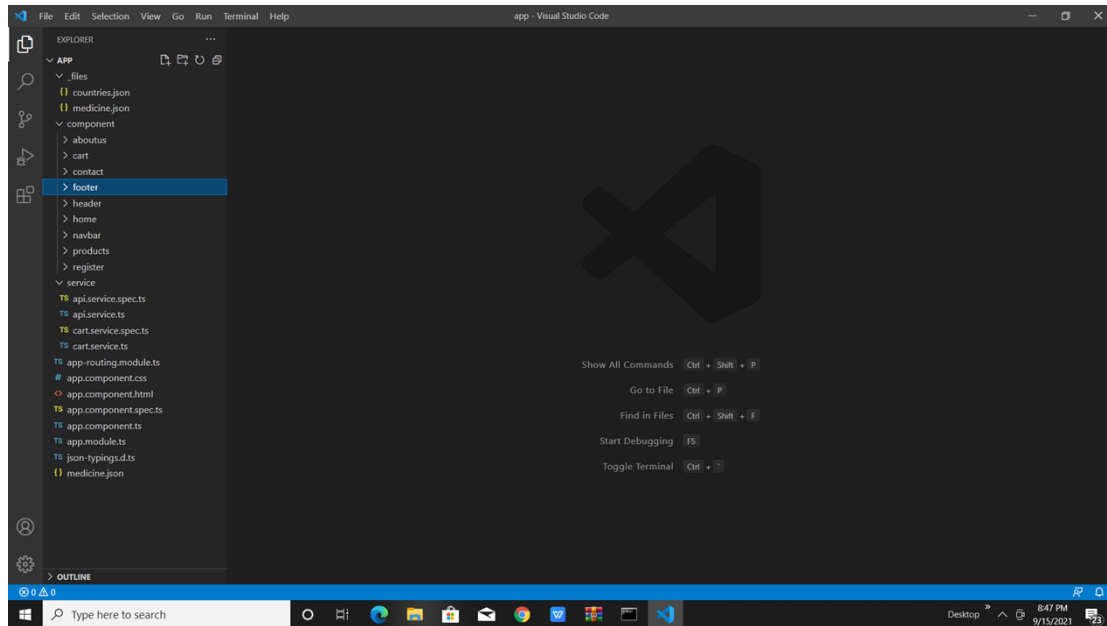 File Edit Selection View Go Run Terminal Help
app - Visual Studio Code
EXPLORER
APP
_files
{} countries.json
{} medicine.json
component
aboutus
cart
contact
footer
header
home
navbar
products
register
service
TS api.service.spec.ts
TS api.service.ts
TS cart.service.spec.ts
TS cart.service.ts
TS app-routing.module.ts
# app.component.css
<> app.component.html
TS app.component.spec.ts
TS app.component.ts
TS app.module.ts
TS json-typings.d.ts
{} medicine.json
OUTLINE
Show All Commands Ctrl + Shift + P
Go to File Ctrl + P
Find in Files Ctrl + Shift + F
Start Debugging F5
Toggle Terminal Ctrl + `
0 0
Type here to search
Desktop
8:47 PM
9/15/2021
23